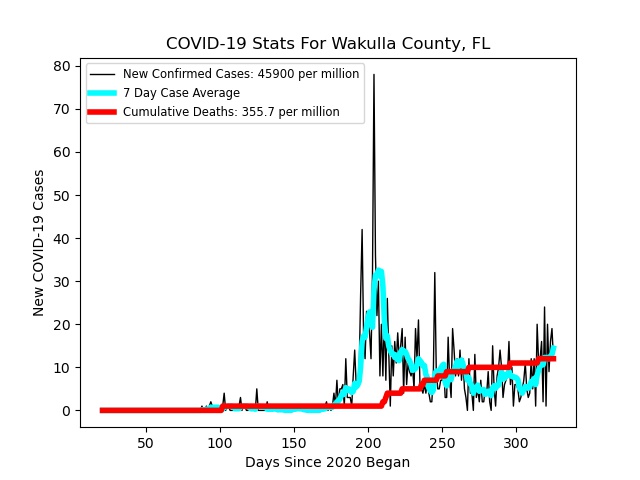 COVID-19 Stats For Wakulla County, FL
New Confirmed Cases: 45900 per million
7 Day Case Average
Cumulative Deaths: 355.7 per million
New COVID-19 Cases
80
70
60
50
40
30
20
10
0
50 100 150 200 250 300
Days Since 2020 Began